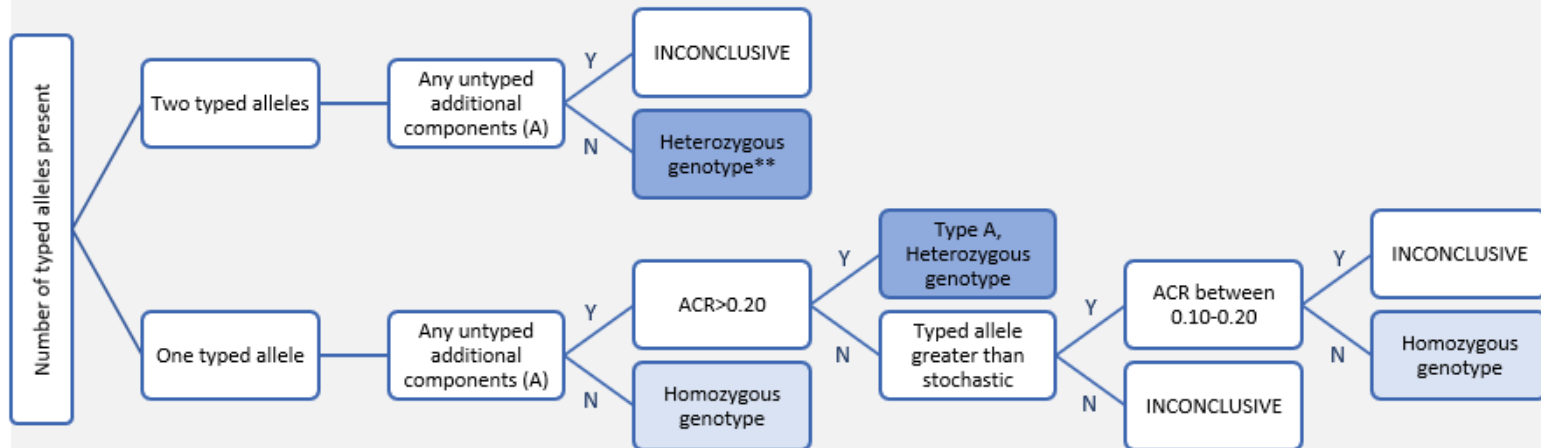 Number of typed alleles present
Two typed alleles
Any untyped
additional
components (A)
Y
INCONCLUSIVE
N
Heterozygous
genotype**
One typed allele
Any untyped
additional
components (A)
Y
ACR>0.20
N
Homozygous
genotype
Y
Type A,
Heterozygous
genotype
N
Typed allele
greater than
stochastic
Y
ACR between
0.10-0.20
N
INCONCLUSIVE
Y
INCONCLUSIVE
N
Homozygous
genotype